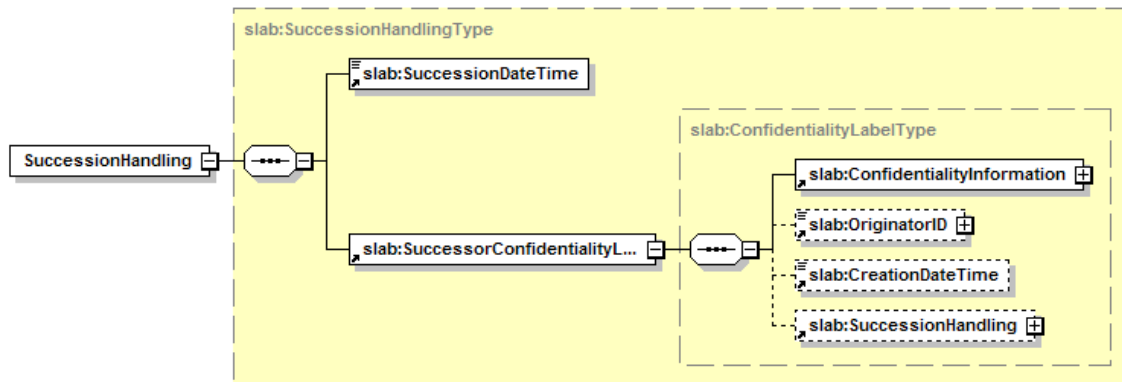 slab:SuccessionHandlingType
slab:SuccessionDateTime
slab:ConfidentialityLabelType
SuccessionHandling
slab:ConfidentialityInformation
slab:OriginatorID
slab:SuccessorConfidentialityL...
slab:CreationDateTime
slab:SuccessionHandling